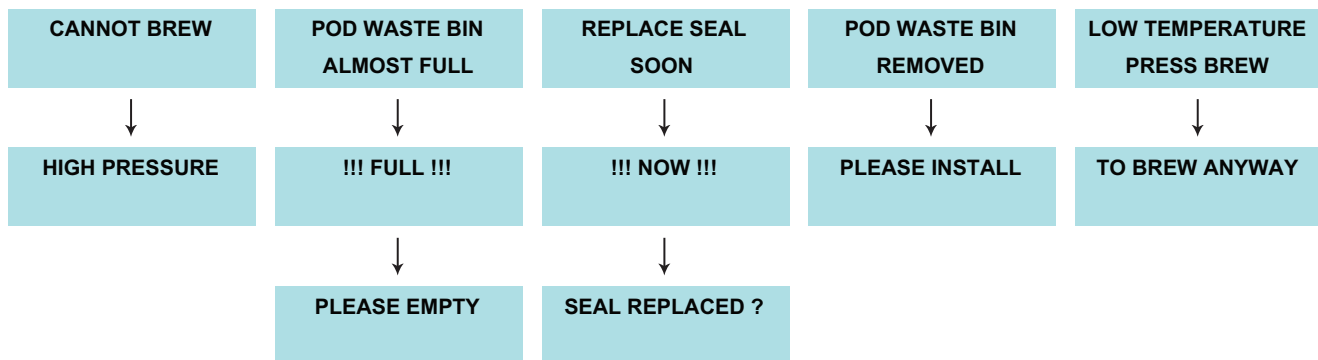 CANNOT BREW
HIGH PRESSURE
POD WASTE BIN
ALMOST FULL
!!! FULL !!!
PLEASE EMPTY
REPLACE SEAL
SOON
!!! NOW !!!
SEAL REPLACED ?
POD WASTE BIN
REMOVED
PLEASE INSTALL
LOW TEMPERATURE
PRESS BREW
TO BREW ANYWAY